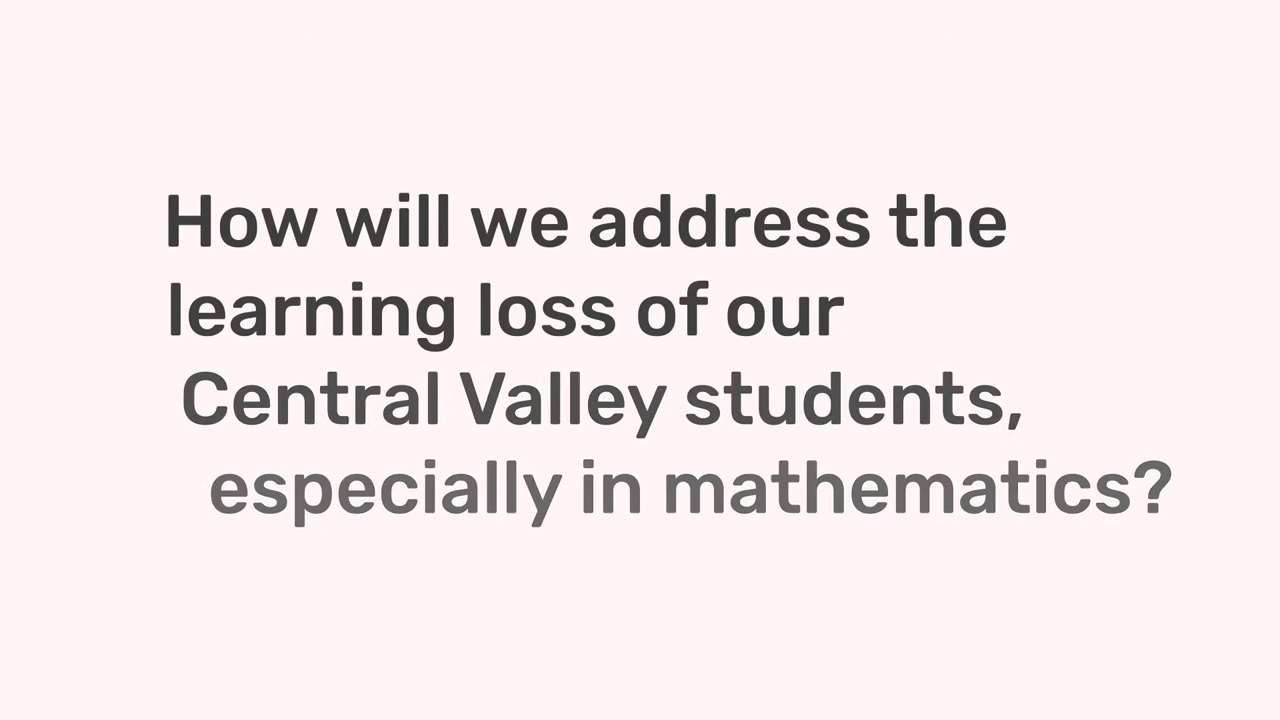 How will we address the
learning loss of our
Central Valley students,
especially in mathematics?